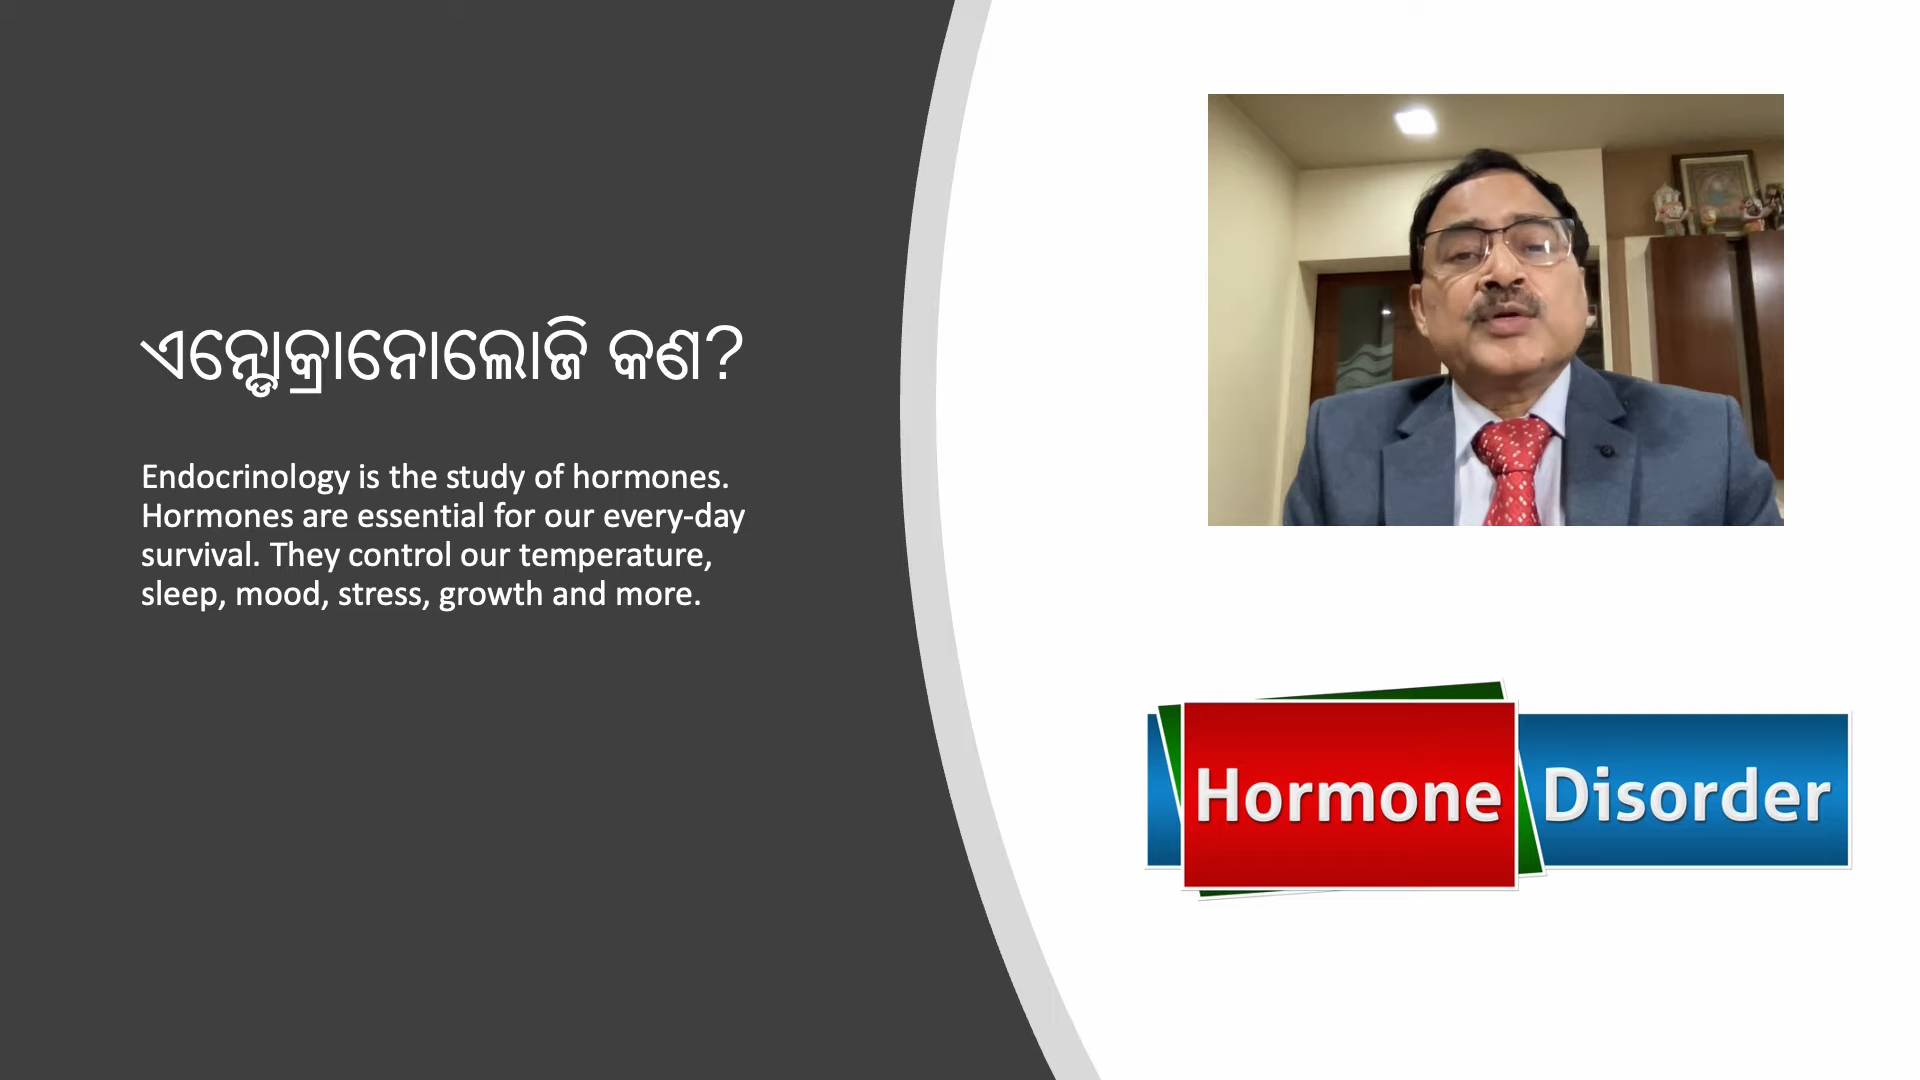 ଏନ୍ଡୋକ୍ରାନୋଲୋଜି କଣ?
Endocrinology is the study of hormones.
Hormones are essential for our every-day
survival. They control our temperature,
sleep, mood, stress, growth and more.
Hormone Disorder